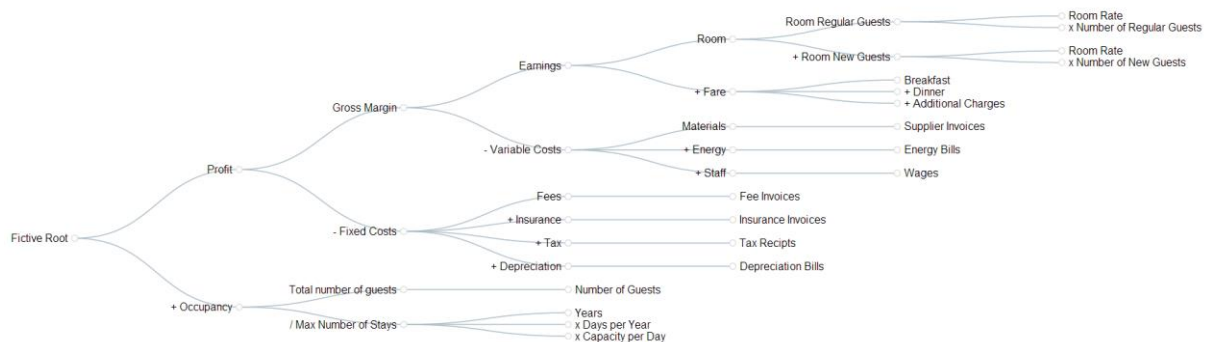 Room Rate
Room Regular Guests
x Number of Regular Guests
Room
Room Rate
+ Room New Guests
x Number of New Guests
Earnings
Breakfast
+ Fare
+ Dinner
+ Additional Charges
Gross Margin
Materials
Supplier Invoices
- Variable Costs
+ Energy
Energy Bills
+ Staff
Wages
Profit
Fees
Fee Invoices
+ Insurance
Insurance Invoices
- Fixed Costs
+ Tax
Tax Recipts
Fictive Root
+ Depreciation
Depreciation Bills
Total number of guests
Number of Guests
+ Occupancy
Years
/ Max Number of Stays
x Days per Year
x Capacity per Day